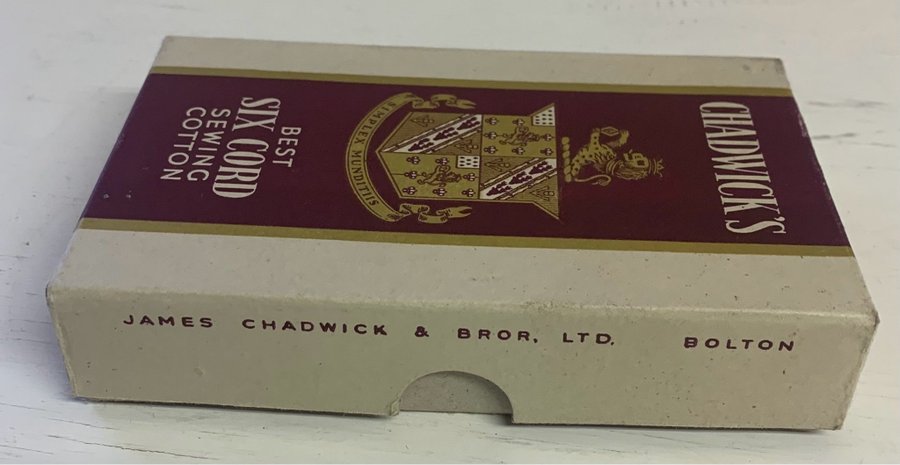 CHADWICK'S
SIMPLEX MUNDITIIS
BEST
SIX CORD
SEWING
COTTON
JAMES CHADWICK & BROR, LTD. BOLTON